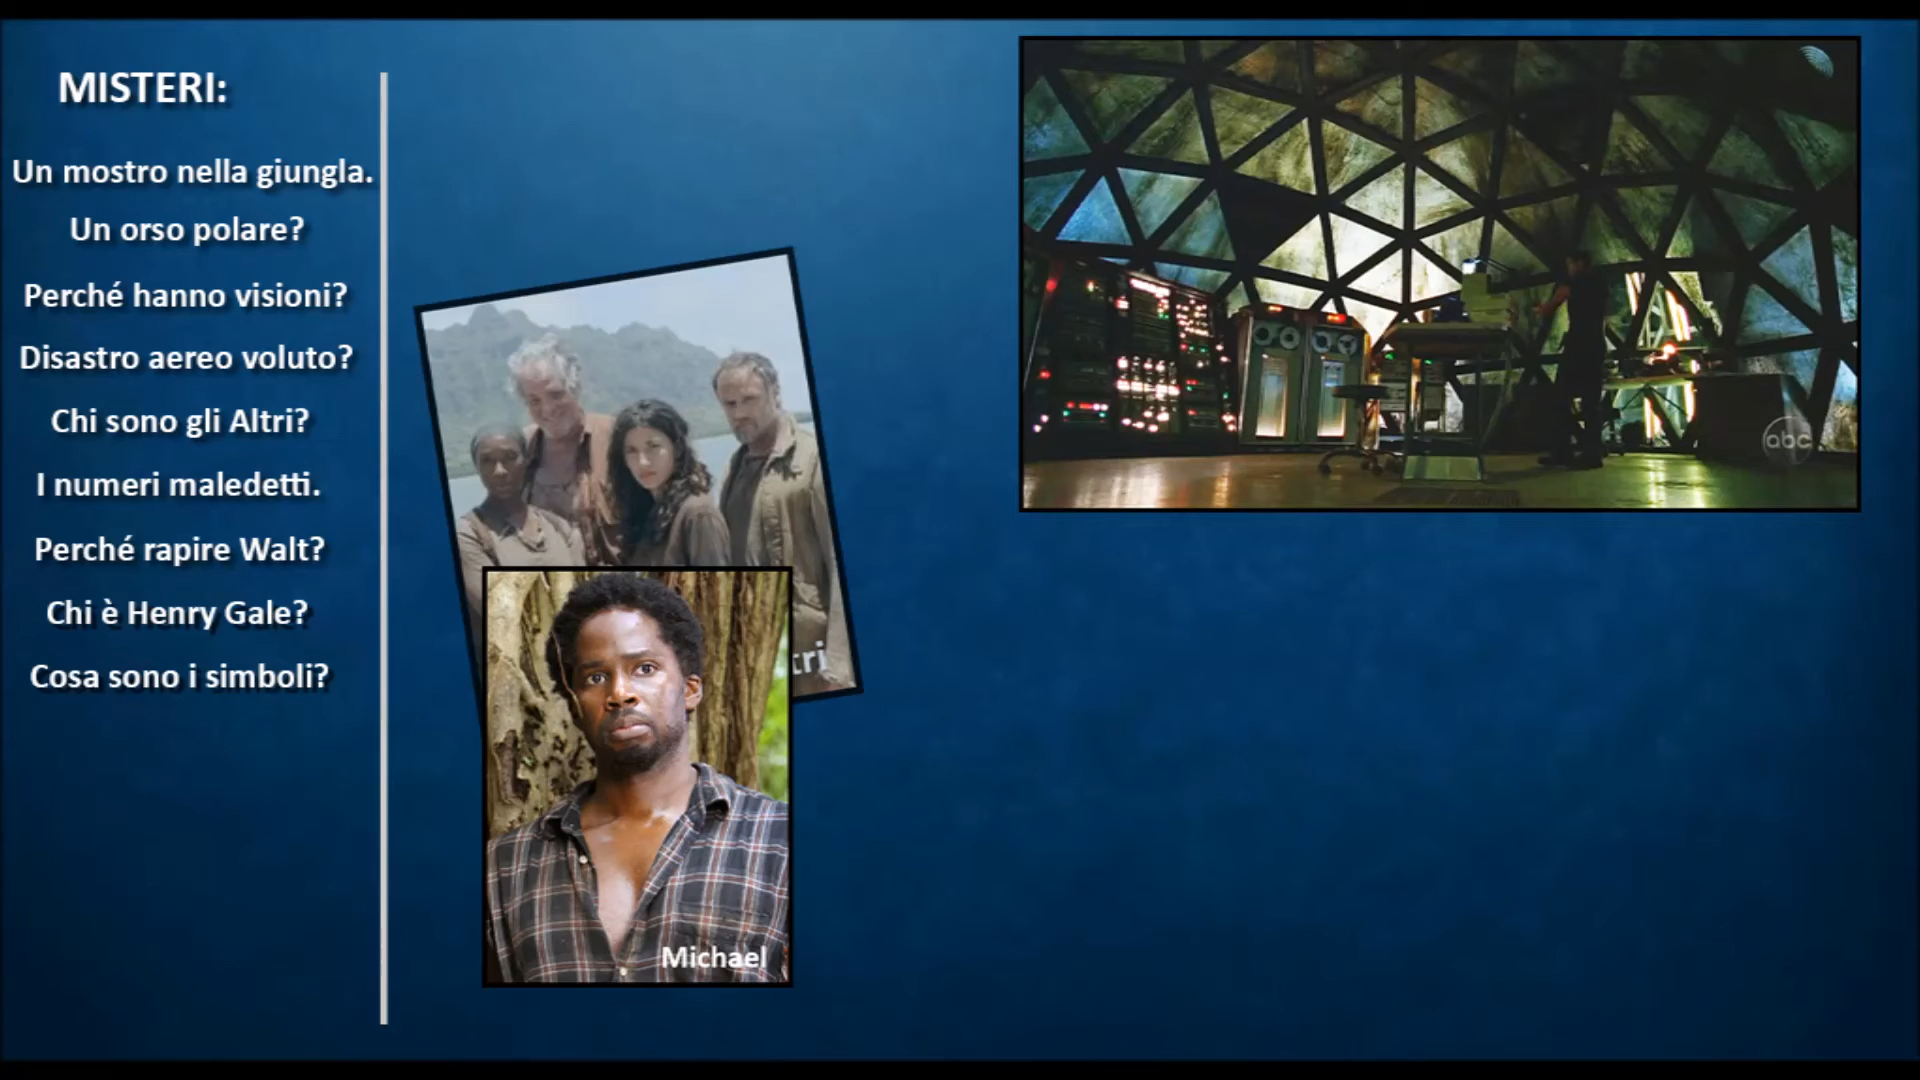 MISTERI:
Un mostro nella giungla.
Un orso polare?
Perché hanno visioni?
Disastro aereo voluto?
Chi sono gli Altri?
I numeri maledetti.
Perché rapire Walt?
Chi è Henry Gale?
Cosa sono i simboli?
tri
Michael
abc